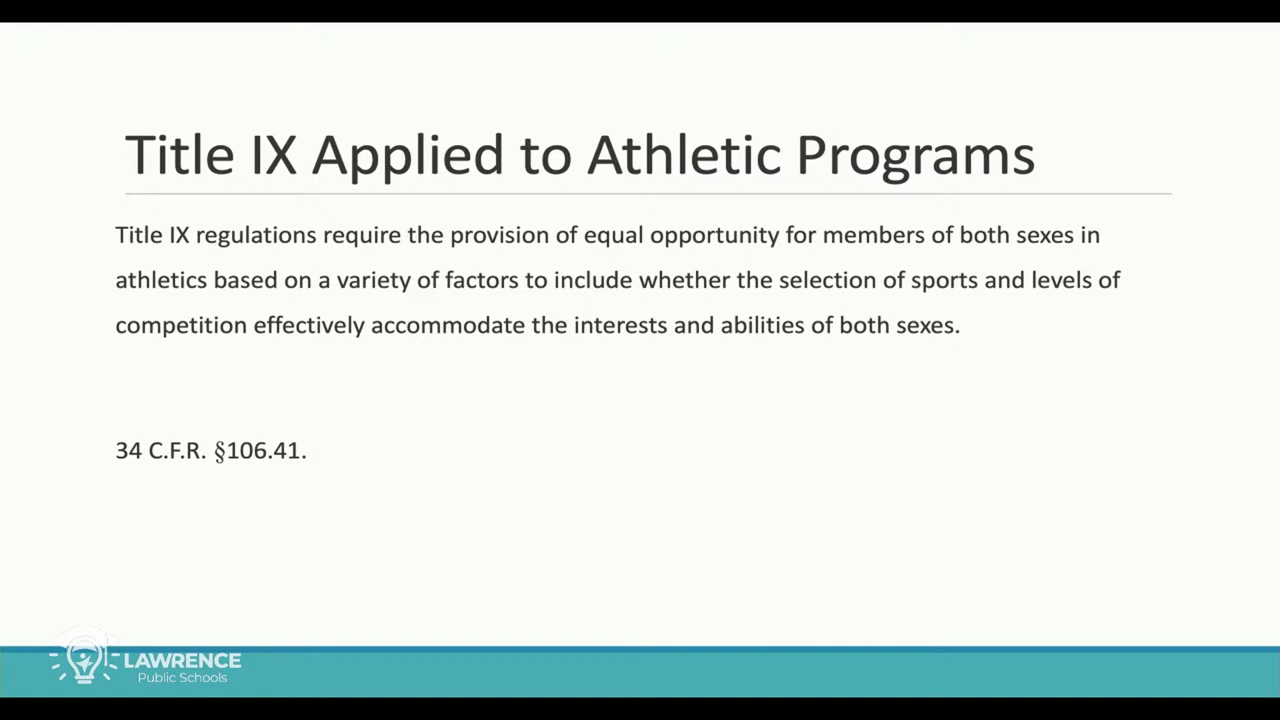 Title IX Applied to Athletic Programs
Title IX regulations require the provision of equal opportunity for members of both sexes in
athletics based on a variety of factors to include whether the selection of sports and levels of
competition effectively accommodate the interests and abilities of both sexes.
34 C.F.R. §106.41.
LAWRENCE
Public Schools